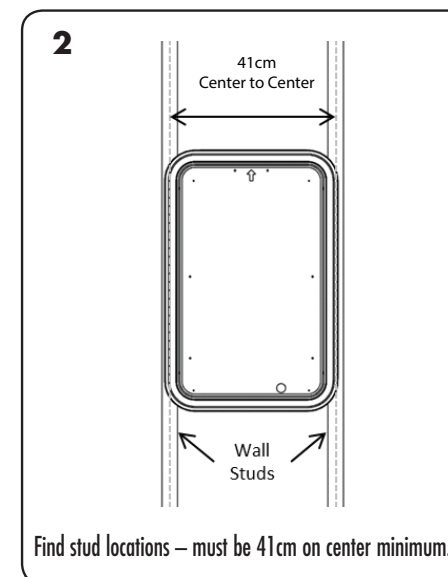 2
41cm
Center to Center
Wall
Studs
Find stud locations – must be 41cm on center minimum.